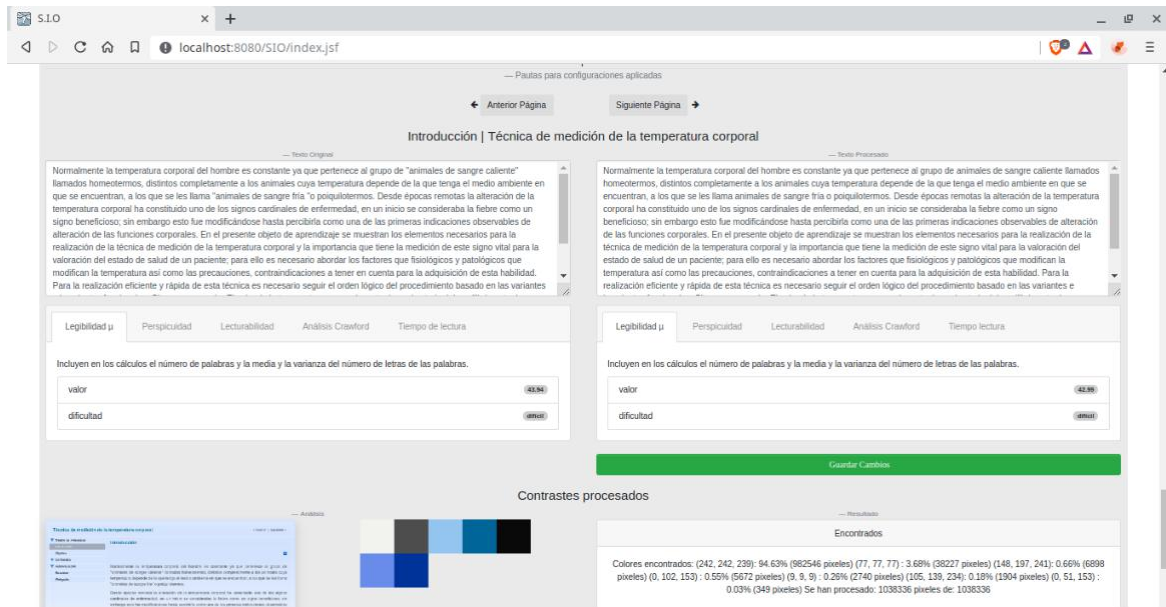 S.I.O
localhost:8080/SIO/index.jsf
— Pautas para configuraciones aplicadas
Anterior Página
Siguiente Página
Introducción | Técnica de medición de la temperatura corporal
— Texto Original
Normalmente la temperatura corporal del hombre es constante ya que pertenece al grupo de "animales de sangre caliente"
llamados homeotermos, distintos completamente a los animales cuya temperatura depende de la que tenga el medio ambiente en
que se encuentran, a los que se les llama "animales de sangre fría "o poiquilotermos. Desde épocas remotas la alteración de la
temperatura corporal ha constituido uno de los signos cardinales de enfermedad, en un inicio se consideraba la fiebre como un
signo beneficioso; sin embargo esto fue modificándose hasta percibirla como una de las primeras indicaciones observables de
alteración de las funciones corporales. En el presente objeto de aprendizaje se muestran los elementos necesarios para la
realización de la técnica de medición de la temperatura corporal y la importancia que tiene la medición de este signo vital para la
valoración del estado de salud de un paciente; para ello es necesario abordar los factores que fisiológicos y patológicos que
modifican la temperatura así como las precauciones, contraindicaciones a tener en cuenta para la adquisición de esta habilidad.
Para la realización eficiente y rápida de esta técnica es necesario seguir el orden lógico del procedimiento basado en las variantes
— Texto Procesado
Normalmente la temperatura corporal del hombre es constante ya que pertenece al grupo de animales de sangre caliente llamados
homeotermos, distintos completamente a los animales cuya temperatura depende de la que tenga el medio ambiente en que se
encuentran, a los que se les llama animales de sangre fría o poiquilotermos. Desde épocas remotas la alteración de la temperatura
corporal ha constituido uno de los signos cardinales de enfermedad, en un inicio se consideraba la fiebre como un signo
beneficioso; sin embargo esto fue modificándose hasta percibirla como una de las primeras indicaciones observables de alteración
de las funciones corporales. En el presente objeto de aprendizaje se muestran los elementos necesarios para la realización de la
técnica de medición de la temperatura corporal y la importancia que tiene la medición de este signo vital para la valoración del
estado de salud de un paciente; para ello es necesario abordar los factores que fisiológicos y patológicos que modifican la
temperatura así como las precauciones, contraindicaciones a tener en cuenta para la adquisición de esta habilidad. Para la
realización eficiente y rápida de esta técnica es necesario seguir el orden lógico del procedimiento basado en las variantes e
Legibilidad µ Perspicuidad Lecturabilidad Análisis Crawford Tiempo de lectura
Incluyen en los cálculos el número de palabras y la media y la varianza del número de letras de las palabras.
valor 43.94
dificultad difícil
Legibilidad µ Perspicuidad Lecturabilidad Análisis Crawford Tiempo lectura
Incluyen en los cálculos el número de palabras y la media y la varianza del número de letras de las palabras.
valor 42.99
dificultad difícil
Guardar Cambios
Contrastes procesados
— Análisis
Técnica de medición de la temperatura corporal
— Resultado
Encontrados
Colores encontrados: (242, 242, 239): 94.63% (982546 pixeles) (77, 77, 77) : 3.68% (38227 pixeles) (148, 197, 241): 0.66% (6898
pixeles) (0, 102, 153) : 0.55% (5672 pixeles) (9, 9, 9) : 0.26% (2740 pixeles) (105, 139, 234): 0.18% (1904 pixeles) (0, 51, 153) :
0.03% (349 pixeles) Se han procesado: 1038336 pixeles de: 1038336